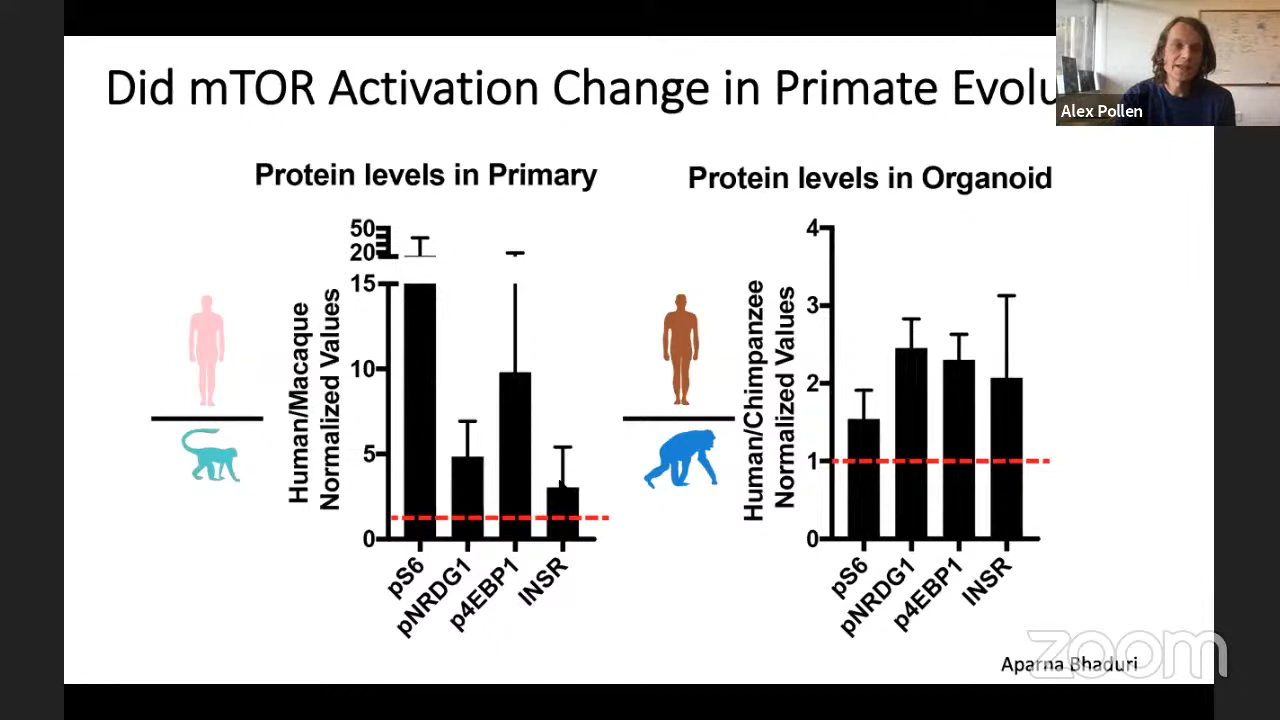 Did mTOR Activation Change in Primate Evolu
Alex Pollen
Protein levels in Primary
Protein levels in Organoid
Human/Macaque
Normalized Values
50
20
15
10
5
0
pS6
pNRDG1
p4EBP1
INSR
Human/Chimpanzee
Normalized Values
4
3
2
1
0
pS6
pNRDG1
p4EBP1
INSR
Aparna Bhaduri
zoom